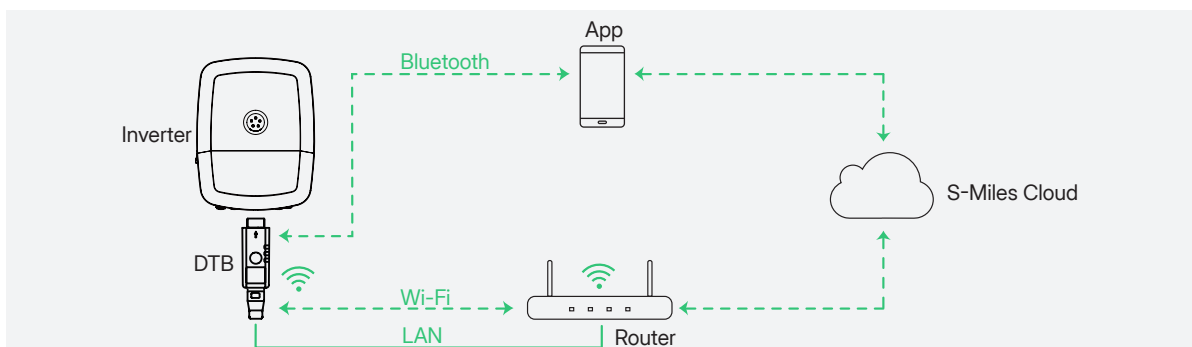 App
Bluetooth
Inverter
S-Miles Cloud
DTB
Wi-Fi
LAN
Router